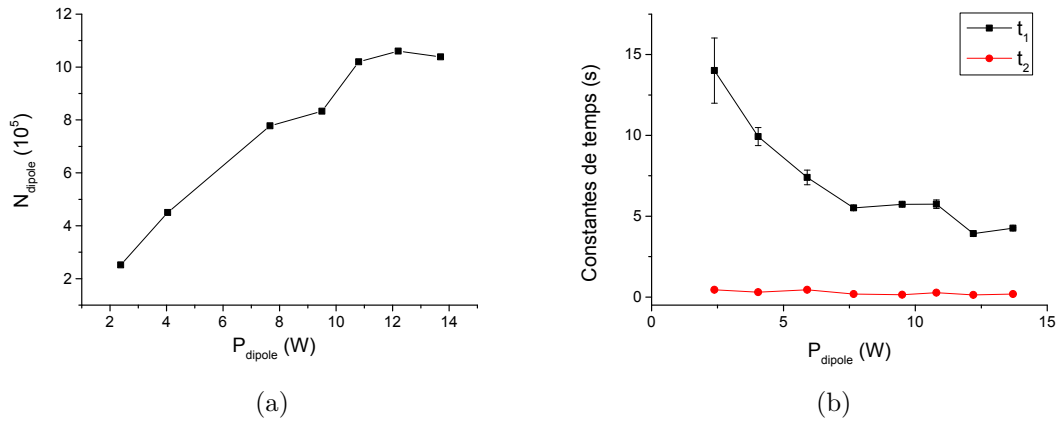 12
10
8
6
4
2
N_dipole (10^5)
2 4 6 8 10 12 14
P_dipole (W)
(a)
t_1
t_2
15
10
5
0
Constantes de temps (s)
0 5 10 15
P_dipole (W)
(b)